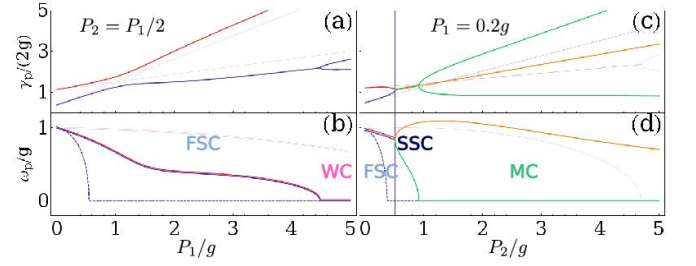 5 (a) P₂ = P₁/2
3
1
γₚ/(2g)
(c) P₁ = 0.2g
1 (b) FSC WC
0
ωₚ/g
(d) SSC
FSC MC
0 1 2 3 4 5 0 1 2 3 4 5
P₁/g P₂/g